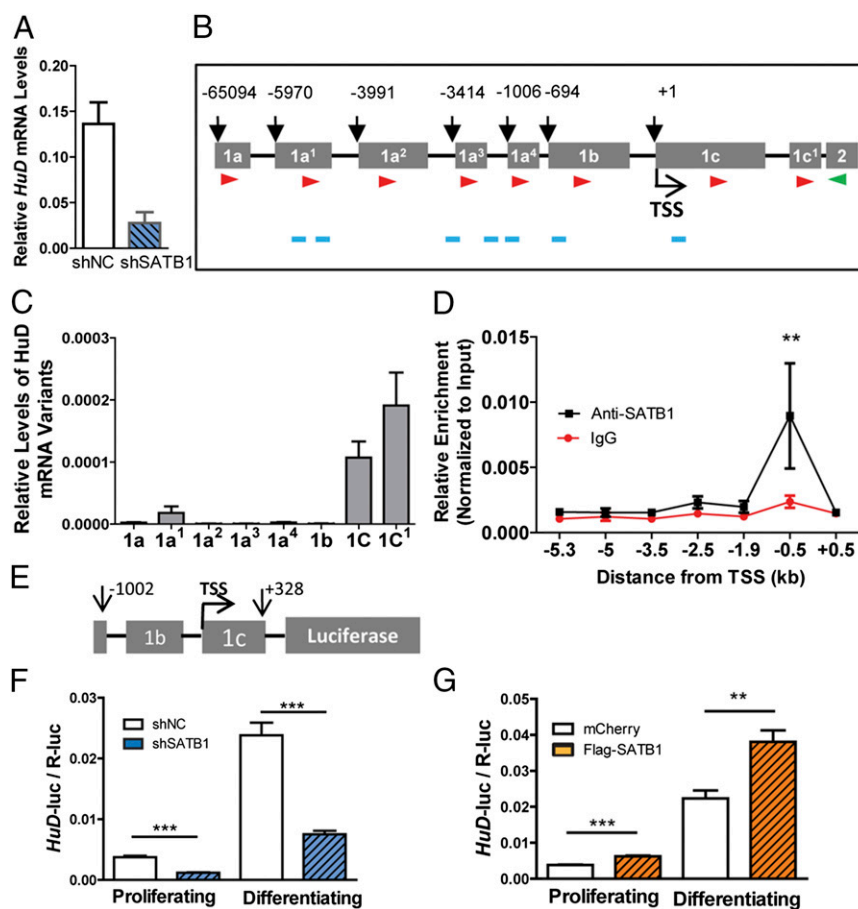 A
Relative HuD mRNA Levels
0.20
0.15
0.10
0.05
0.00
shNC shSATB1
B
-65094 -5970 -3991 -3414 -1006 -694 +1
1a 1a¹ 1a² 1a³ 1a⁴ 1b 1c 1c¹ 2
TSS
C
Relative Levels of HuD
mRNA Variants
0.0003
0.0002
0.0001
0.0000
1a 1a¹ 1a² 1a³ 1a⁴ 1b 1C 1C¹
D
Relative Enrichment
(Normalized to Input)
0.015
0.010
0.005
0.000
**
Anti-SATB1
IgG
-5.3 -5 -3.5 -2.5 -1.9 -0.5 +0.5
Distance from TSS (kb)
E
-1002 TSS +328
1b 1c Luciferase
F
HuD-luc / R-luc
0.03
0.02
0.01
0.00
shNC
shSATB1
***
***
Proliferating Differentiating
G
HuD-luc / R-luc
0.05
0.04
0.03
0.02
0.01
0.00
mCherry
Flag-SATB1
**
***
Proliferating Differentiating